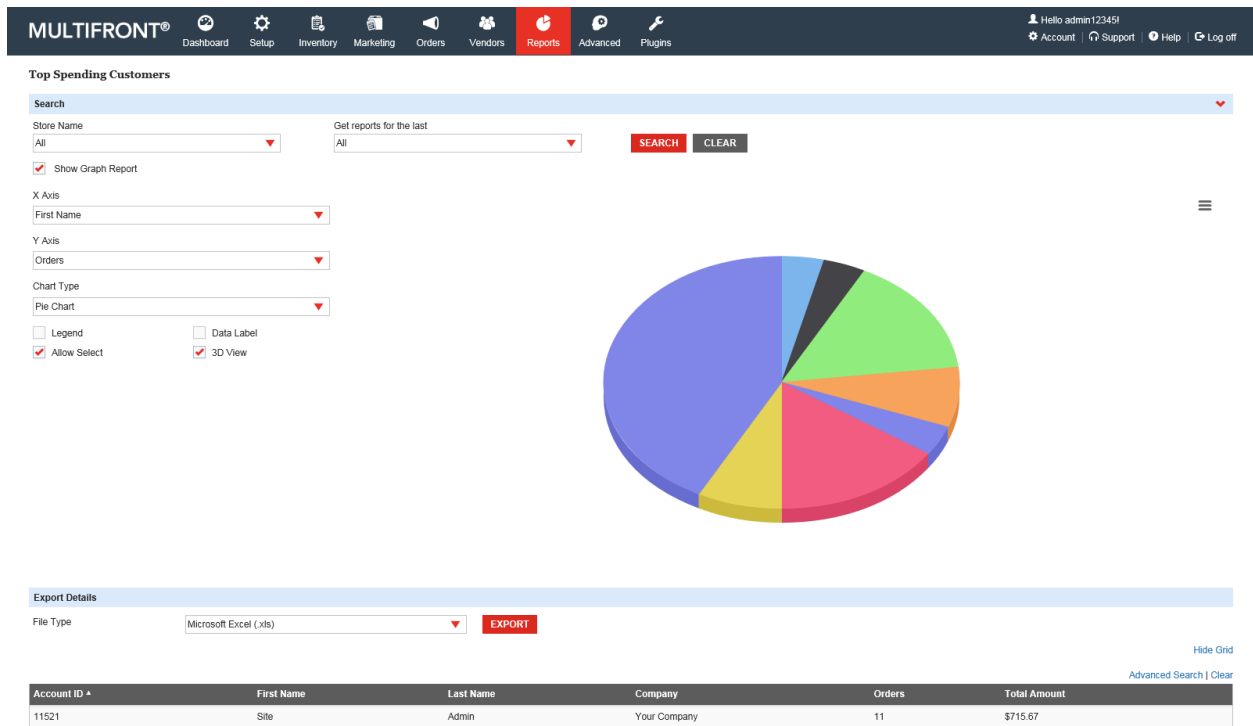 MULTIFRONT®
Dashboard Setup Inventory Marketing Orders Vendors Reports Advanced Plugins
Hello admin12345!
Account | Support | Help | Log off
Top Spending Customers
Search
Store Name Get reports for the last
All All SEARCH CLEAR
Show Graph Report
X Axis
First Name
Y Axis
Orders
Chart Type
Pie Chart
Legend Data Label
Allow Select 3D View
Export Details
File Type Microsoft Excel (.xls) EXPORT
Hide Grid
Advanced Search | Clear
Account ID First Name Last Name Company Orders Total Amount
11521 Site Admin Your Company 11 $715.67